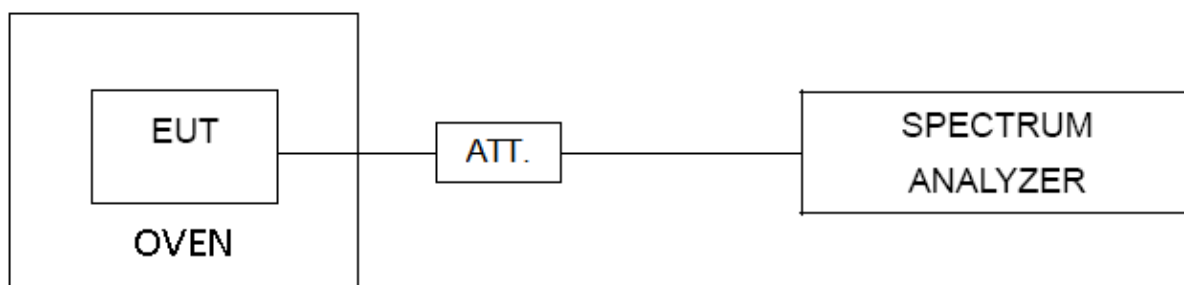 EUT
OVEN
ATT.
SPECTRUM
ANALYZER